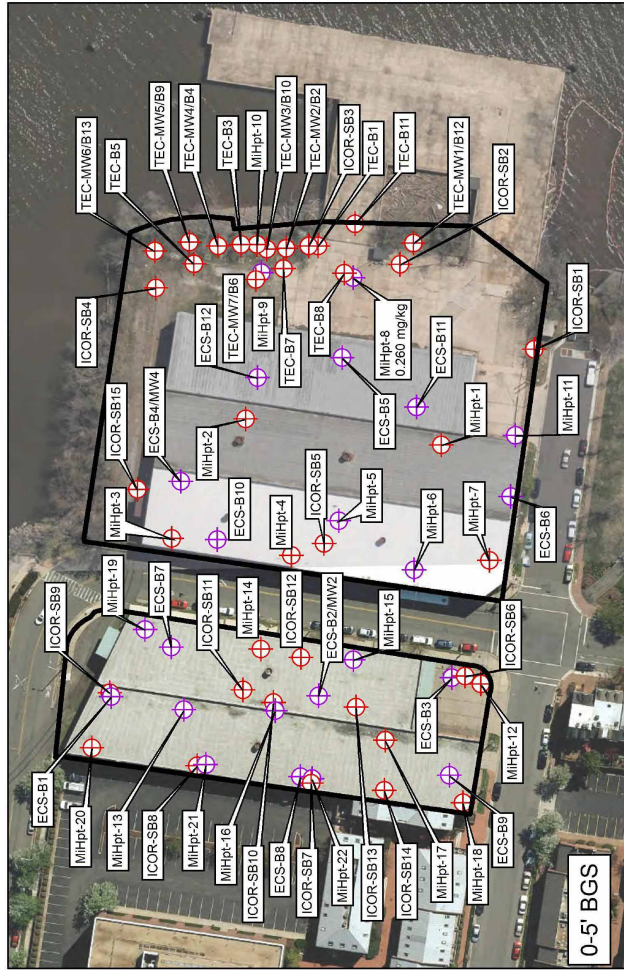 TEC-MW6/B13
TEC-B5
TEC-MW5/B9
TEC-MW4/B4
TEC-B3
MiHpt-10
TEC-MW3/B10
TEC-MW2/B2
ICOR-SB3
TEC-B1
TEC-B11
TEC-MW1/B12
ICOR-SB2
ICOR-SB4
ECS-B12
TEC-MW7/B6
MiHpt-9
TEC-B7
TEC-B8
MiHpt-8
0.260 mg/kg
ICOR-SB1
ICOR-SB15
ECS-B4/MW4
MiHpt-2
ECS-B5
ECS-B11
MiHpt-1
MiHpt-11
MiHpt-3
ECS-B10
MiHpt-4
ICOR-SB5
MiHpt-5
MiHpt-6
MiHpt-7
ECS-B6
ICOR-SB9
MiHpt-19
ECS-B7
ICOR-SB11
MiHpt-14
ICOR-SB12
ECS-B2/MW2
MiHpt-15
ECS-B3
ICOR-SB6
MiHpt-12
ECS-B1
MiHpt-20
MiHpt-13
ICOR-SB8
MiHpt-21
MiHpt-16
ICOR-SB10
ECS-B8
ICOR-SB7
MiHpt-22
ICOR-SB13
ICOR-SB14
MiHpt-17
MiHpt-18
ECS-B9
0-5' BGS